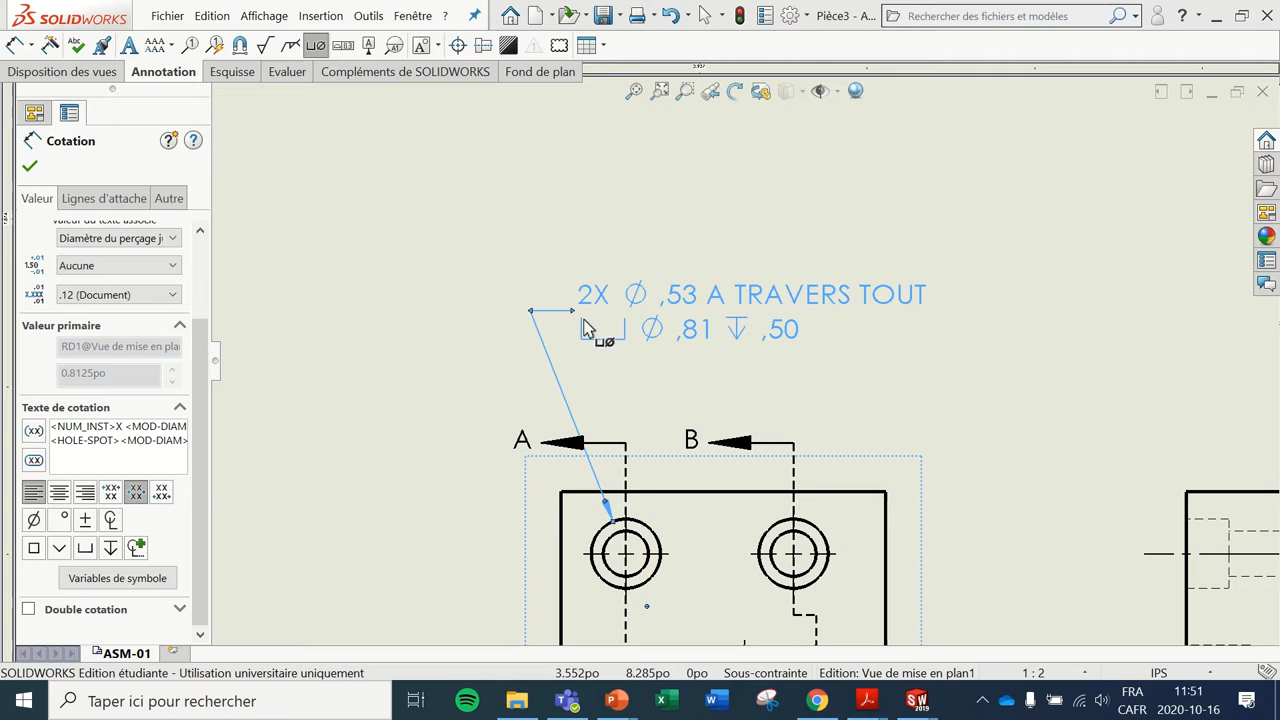 SOLIDWORKS
Fichier Edition Affichage Insertion Outils Fenêtre ?
Pièce3 - A...
Rechercher des fichiers et modèles
?
Disposition des vues Annotation Esquisse Evaluer Compléments de SOLIDWORKS Fond de plan
Cotation
Valeur Lignes d'attache Autre
Valeur du texte associé
Diamètre du perçage j
Aucune
.12 (Document)
Valeur primaire
RD1@Vue de mise en plan
0.8125po
Texte de cotation
<NUM_INST>X <MOD-DIAM
<HOLE-SPOT> <MOD-DIAM>
Variables de symbole
Double cotation
2X ∅ ,53 A TRAVERS TOUT
⌴ ∅ ,81 ↧ ,50
A B
ASM-01
SOLIDWORKS Edition étudiante - Utilisation universitaire uniquement 3.552po 8.285po 0po Sous-contrainte Edition: Vue de mise en plan1 1 : 2 IPS
Taper ici pour rechercher
FRA 11:51
CAFR 2020-10-16